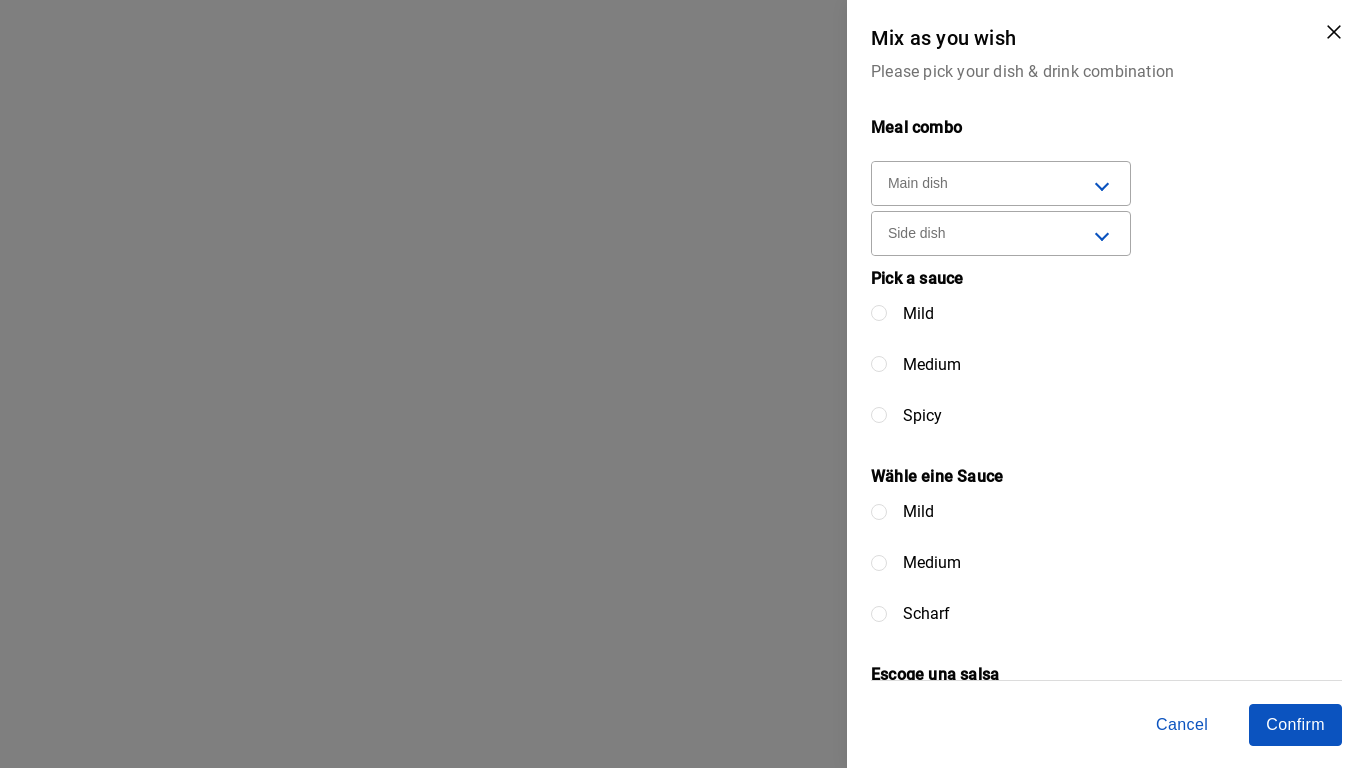 Mix as you wish
Please pick your dish & drink combination
Meal combo
Main dish
Side dish
Pick a sauce
Mild
Medium
Spicy
Wähle eine Sauce
Mild
Medium
Scharf
Escoge una salsa
Cancel
Confirm